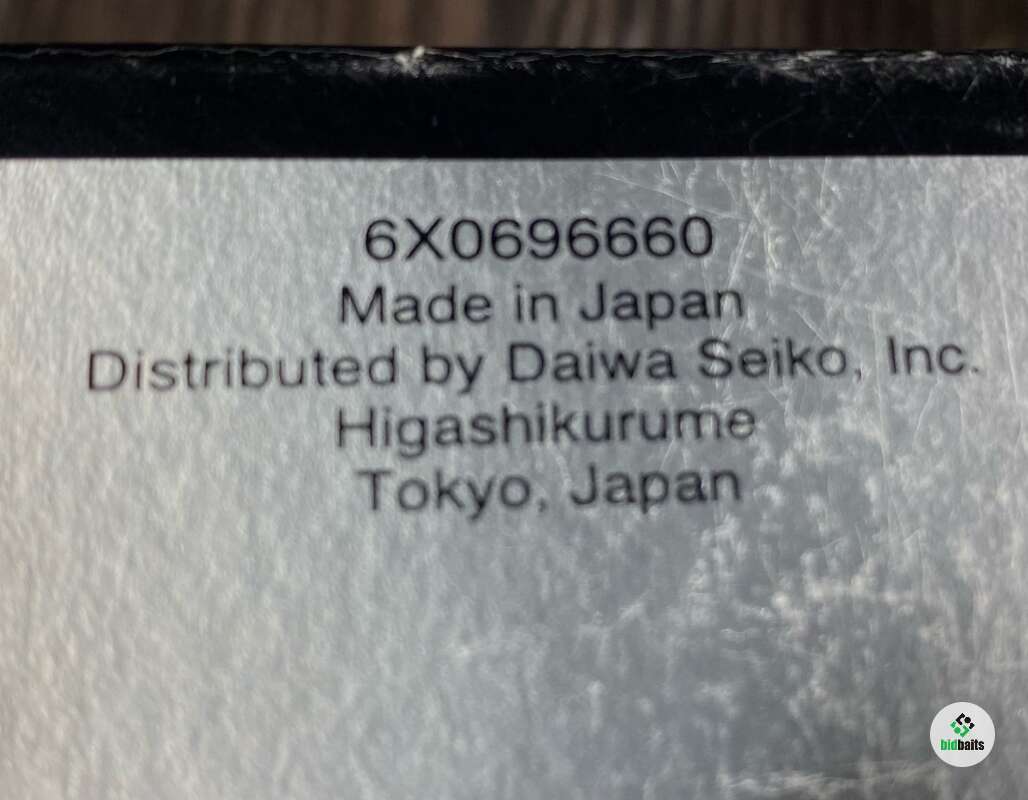 6X0696660
Made in Japan
Distributed by Daiwa Seiko, Inc.
Higashikurume
Tokyo, Japan
bidbaits